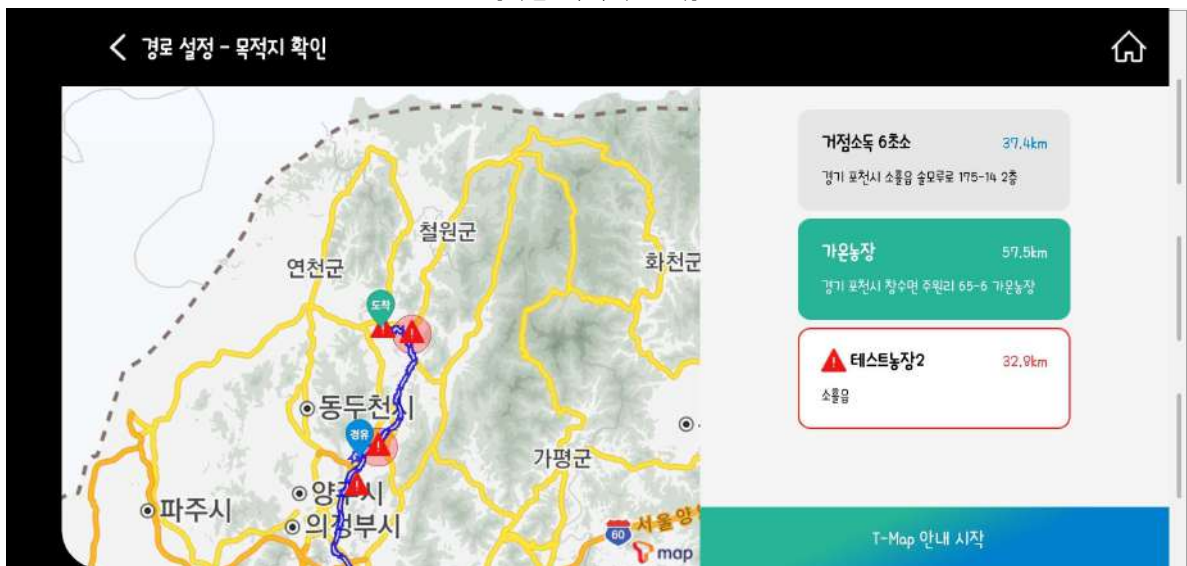 경로 설정 - 목적지 확인
거점소독 6초소 37.4km
경기 포천시 소흘읍 솔모루로 175-14 2층
가온농장 57.5km
경기 포천시 창수면 주원리 65-6 가온농장
테스트농장2 32.9km
소흘읍
T-Map 안내 시작
철원군
연천군
화천군
도착
동두천시
경유
가평군
양주시
파주시
의정부시
60
서울양
map